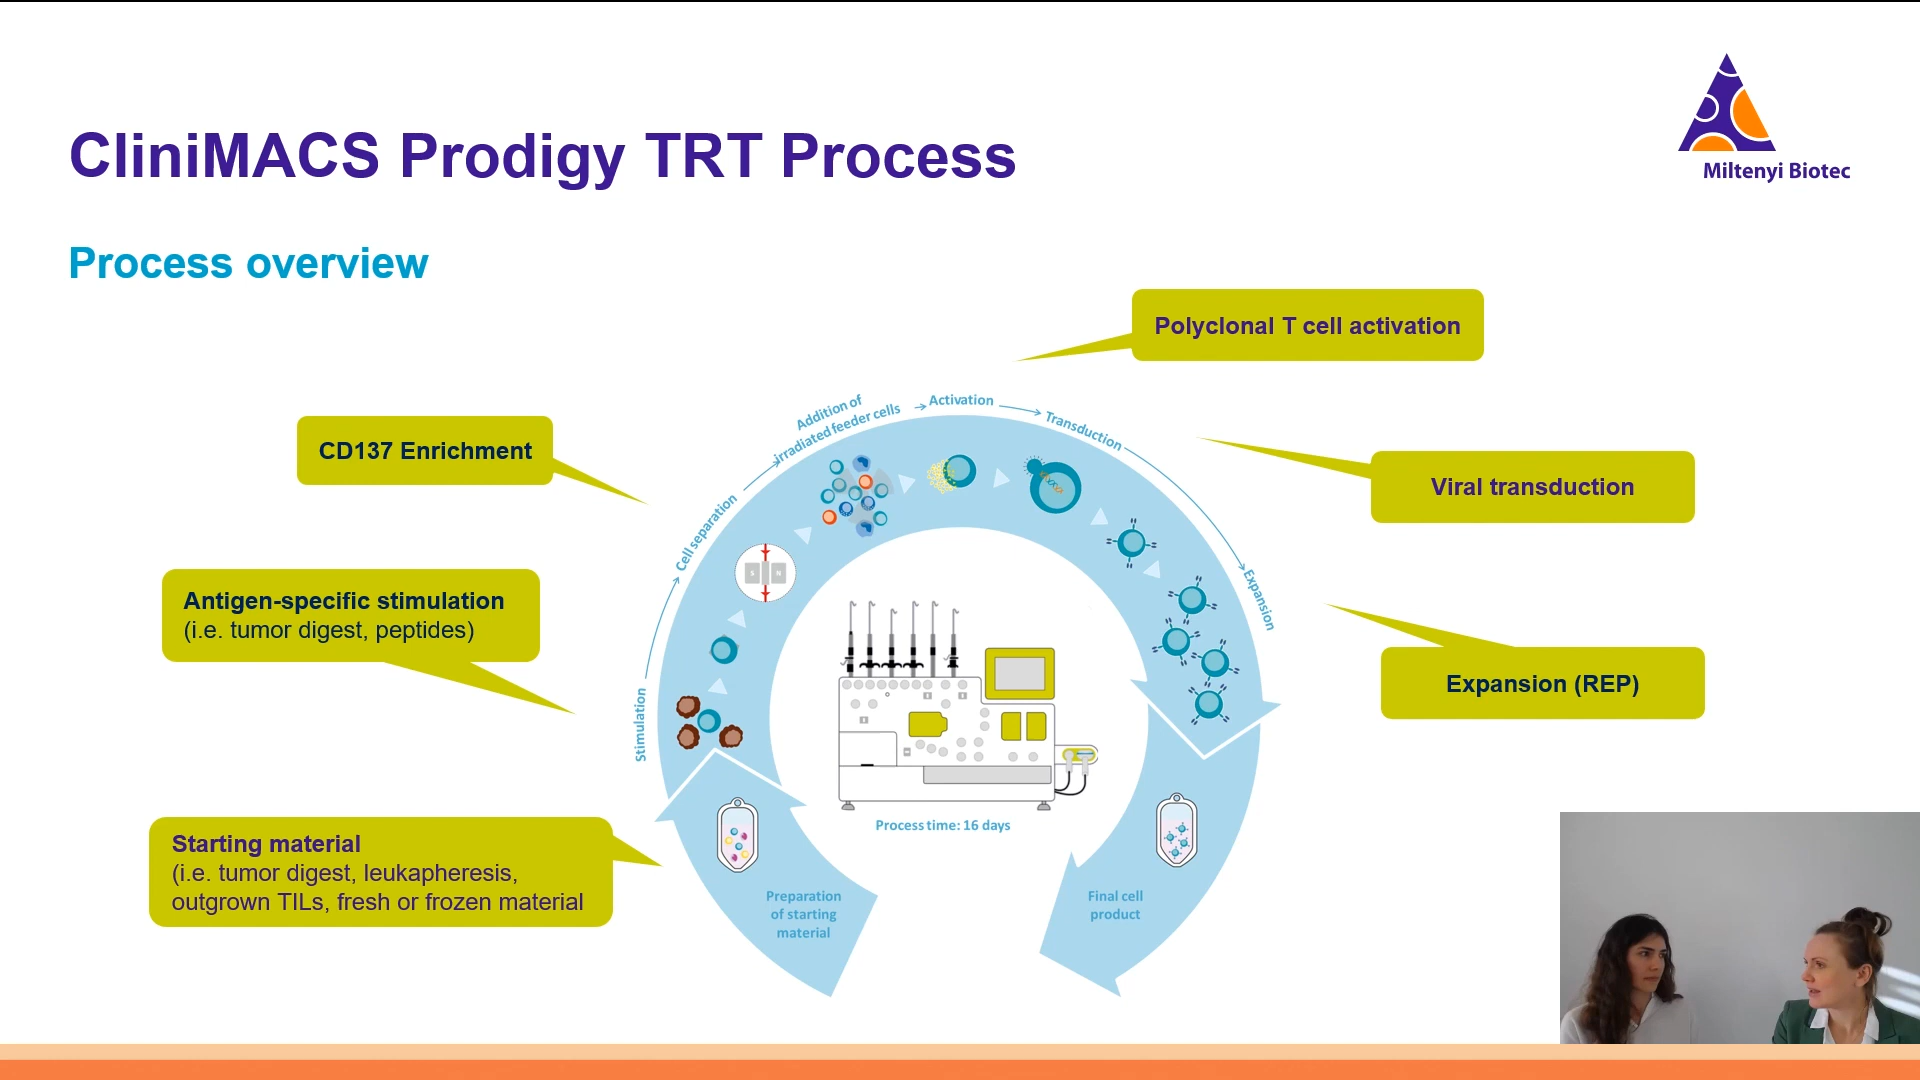 CliniMACS Prodigy TRT Process
Miltenyi Biotec
Process overview
Polyclonal T cell activation
CD137 Enrichment
Viral transduction
Antigen-specific stimulation
(i.e. tumor digest, peptides)
Expansion (REP)
Starting material
(i.e. tumor digest, leukapheresis,
outgrown TILs, fresh or frozen material
Stimulation
Cell separation
Addition of
irradiated feeder cells
Activation
Transduction
Expansion
S N
Process time: 16 days
Preparation
of starting
material
Final cell
product